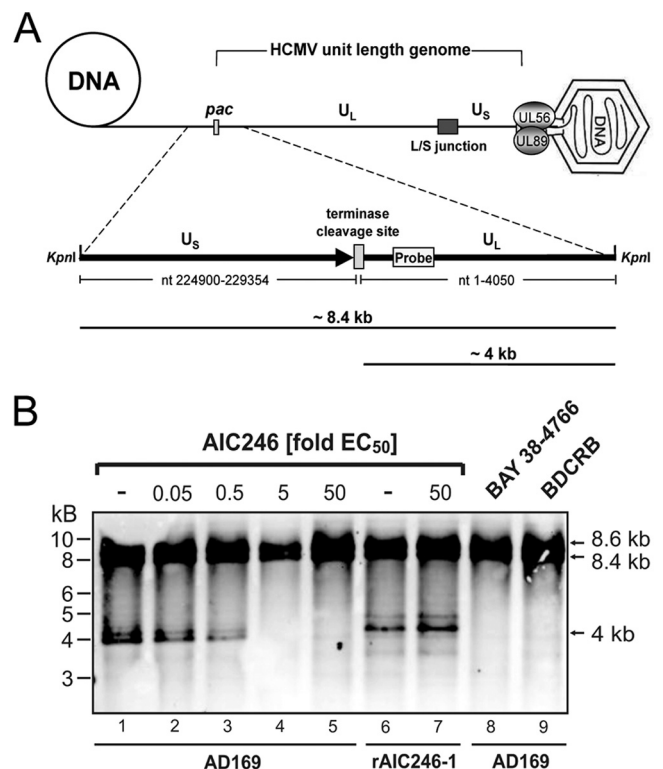 A
HCMV unit length genome
DNA
pac
UL
US
L/S junction
UL56
UL89
DNA
terminase
cleavage site
US
UL
KpnI
Probe
KpnI
nt 224900-229354
nt 1-4050
~ 8.4 kb
~ 4 kb
B
AIC246 [fold EC50]
BAY 38-4766
BDCRB
- 0.05 0.5 5 50 - 50
kB
10
8
6
5
4
3
8.6 kb
8.4 kb
4 kb
1 2 3 4 5 6 7 8 9
AD169 rAIC246-1 AD169